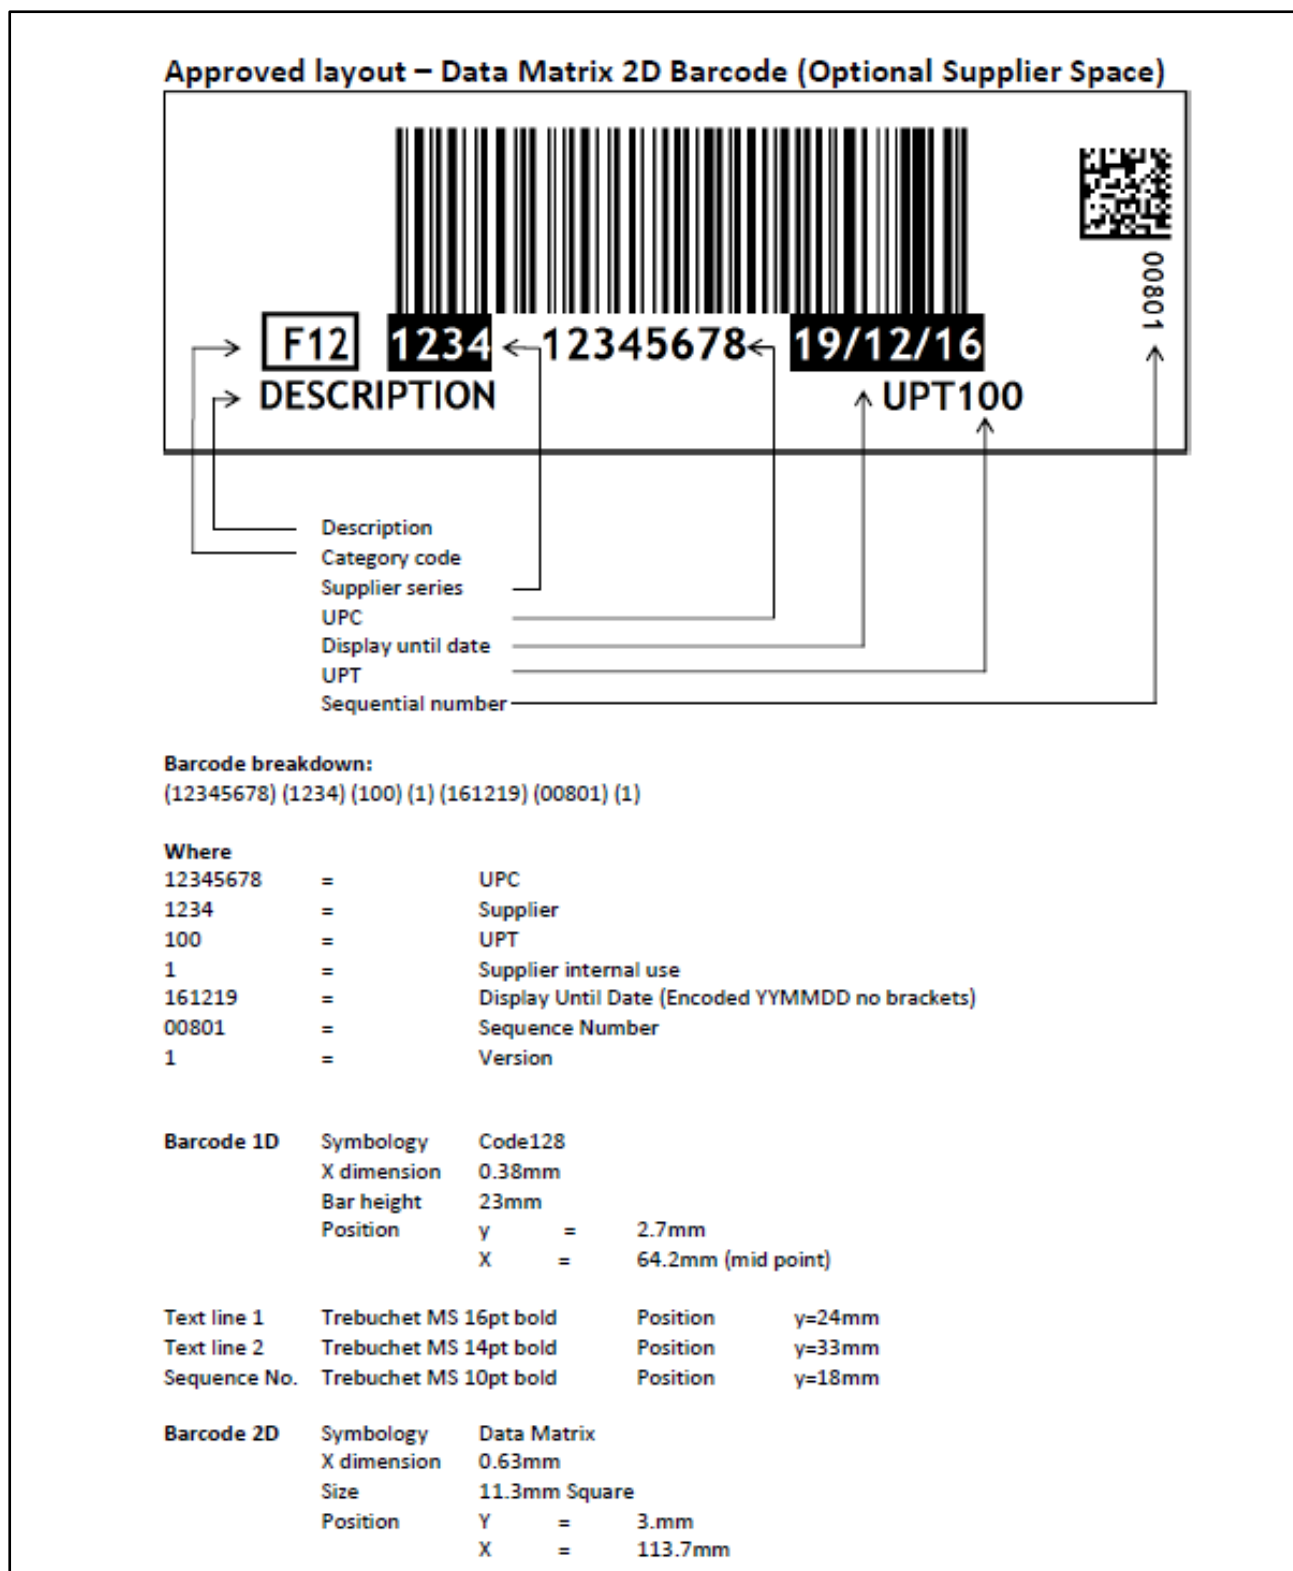 Approved layout – Data Matrix 2D Barcode (Optional Supplier Space)
00801
F12 1234 12345678 19/12/16
DESCRIPTION UPT100
Description
Category code
Supplier series
UPC
Display until date
UPT
Sequential number
Barcode breakdown:
(12345678) (1234) (100) (1) (161219) (00801) (1)
Where
12345678 = UPC
1234 = Supplier
100 = UPT
1 = Supplier internal use
161219 = Display Until Date (Encoded YYMMDD no brackets)
00801 = Sequence Number
1 = Version
Barcode 1D Symbology Code128
X dimension 0.38mm
Bar height 23mm
Position y = 2.7mm
X = 64.2mm (mid point)
Text line 1 Trebuchet MS 16pt bold Position y=24mm
Text line 2 Trebuchet MS 14pt bold Position y=33mm
Sequence No. Trebuchet MS 10pt bold Position y=18mm
Barcode 2D Symbology Data Matrix
X dimension 0.63mm
Size 11.3mm Square
Position Y = 3.mm
X = 113.7mm